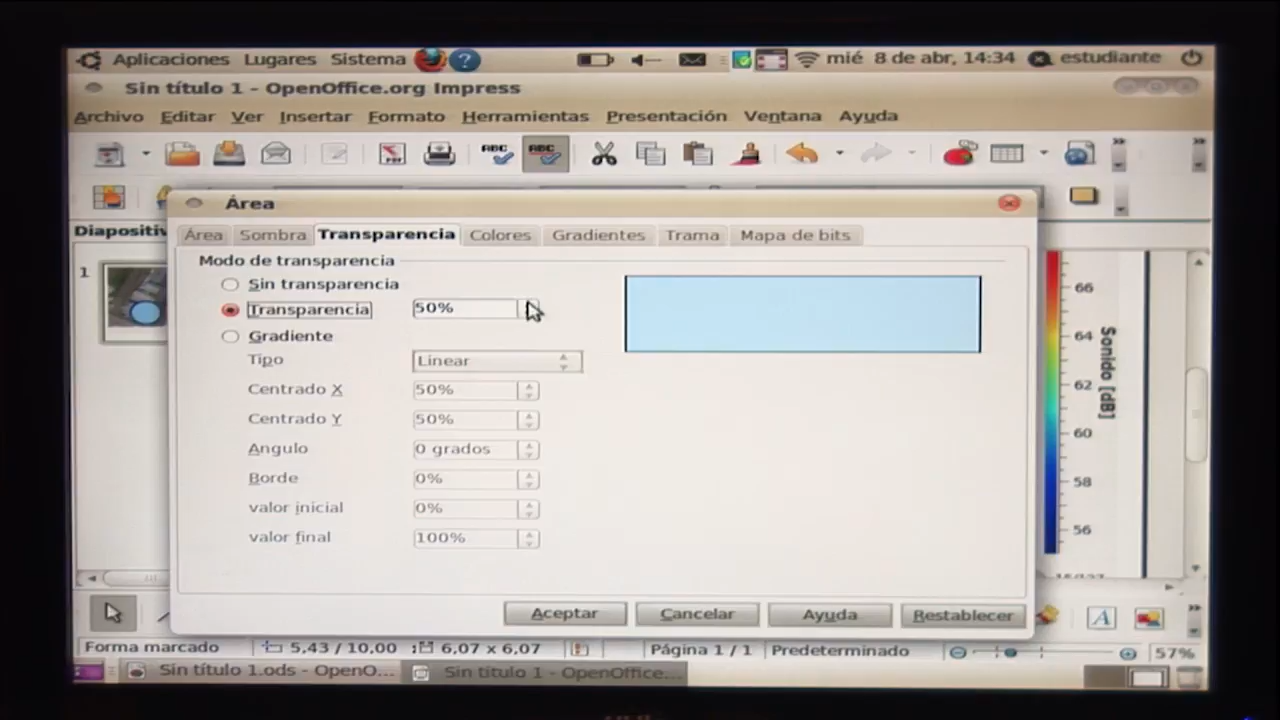 Aplicaciones Lugares Sistema ? mié 8 de abr, 14:34 estudiante
Sin título 1 - OpenOffice.org Impress
Archivo Editar Ver Insertar Formato Herramientas Presentación Ventana Ayuda
ABC ABC
Área
Diapositiv
Área Sombra Transparencia Colores Gradientes Trama Mapa de bits
Modo de transparencia
1
Sin transparencia
Transparencia 50%
Gradiente
Tipo Linear
Centrado X 50%
Centrado Y 50%
Angulo 0 grados
Borde 0%
valor inicial 0%
valor final 100%
66
64
62
60
58
56
Sonido [dB]
Aceptar Cancelar Ayuda Restablecer
A
Forma marcado 5,43 / 10,00 6,07 x 6,07 Página 1 / 1 Predeterminado 57%
Sin título 1.ods - OpenO... Sin título 1 - OpenOffice....